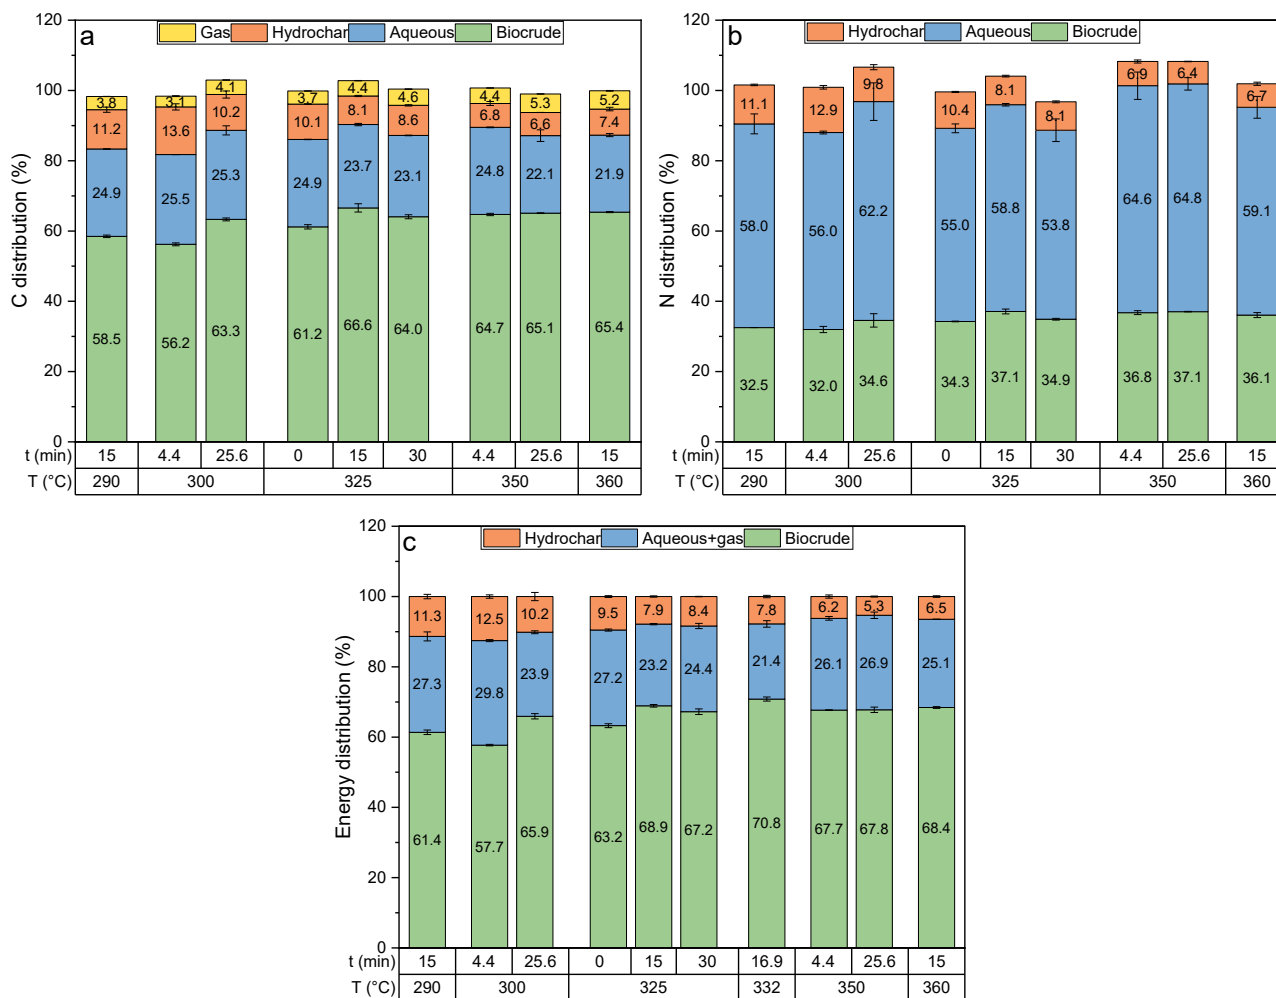 a
Gas Hydrochar Aqueous Biocrude
C distribution (%)
120
100
80
60
40
20
0
3.8 3.1 4.1 3.7 4.4 4.6 4.4 5.3 5.2
11.2 13.6 10.2 10.1 8.1 8.6 6.8 6.6 7.4
24.9 25.5 25.3 24.9 23.7 23.1 24.8 22.1 21.9
58.5 56.2 63.3 61.2 66.6 64.0 64.7 65.1 65.4
t (min) 15 4.4 25.6 0 15 30 4.4 25.6 15
T (°C) 290 300 325 350 360
b
Hydrochar Aqueous Biocrude
N distribution (%)
120
100
80
60
40
20
0
11.1 12.9 9.8 10.4 8.1 8.1 6.9 6.4 6.7
58.0 56.0 62.2 55.0 58.8 53.8 64.6 64.8 59.1
32.5 32.0 34.6 34.3 37.1 34.9 36.8 37.1 36.1
t (min) 15 4.4 25.6 0 15 30 4.4 25.6 15
T (°C) 290 300 325 350 360
c
Hydrochar Aqueous+gas Biocrude
Energy distribution (%)
120
100
80
60
40
20
0
11.3 12.5 10.2 9.5 7.9 8.4 7.8 6.2 5.3 6.5
27.3 29.8 23.9 27.2 23.2 24.4 21.4 26.1 26.9 25.1
61.4 57.7 65.9 63.2 68.9 67.2 70.8 67.7 67.8 68.4
t (min) 15 4.4 25.6 0 15 30 16.9 4.4 25.6 15
T (°C) 290 300 325 332 350 360